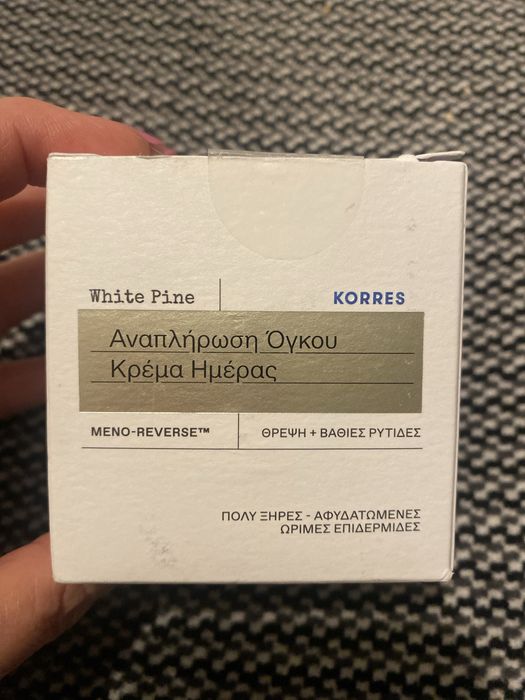 White Pine
KORRES
Αναπλήρωση Όγκου
Κρέμα Ημέρας
MENO-REVERSE™
ΘΡΕΨΗ + ΒΑΘΙΕΣ ΡΥΤΙΔΕΣ
ΠΟΛΥ ΞΗΡΕΣ - ΑΦΥΔΑΤΩΜΕΝΕΣ
ΩΡΙΜΕΣ ΕΠΙΔΕΡΜΙΔΕΣ